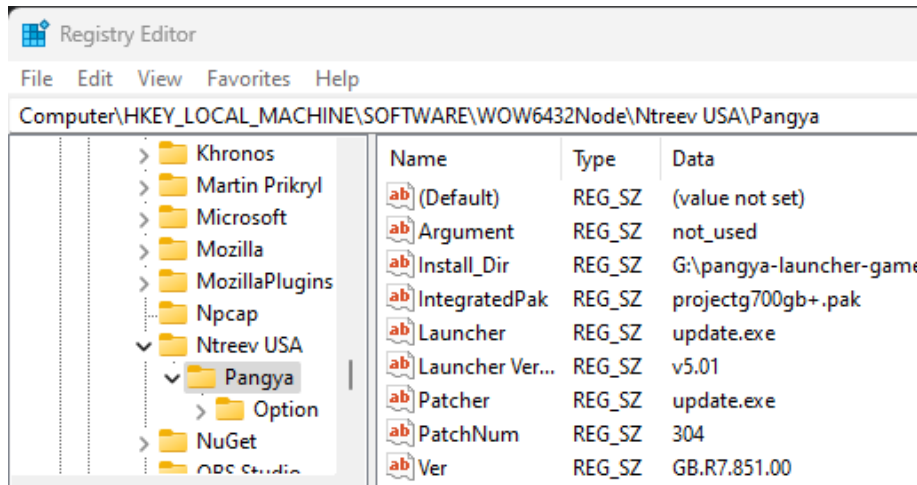 Registry Editor
File Edit View Favorites Help
Computer\HKEY_LOCAL_MACHINE\SOFTWARE\WOW6432Node\Ntreev USA\Pangya
Khronos
Martin Prikryl
Microsoft
Mozilla
MozillaPlugins
Npcap
Ntreev USA
Pangya
Option
NuGet
OBS Studio
Name Type Data
(Default) REG_SZ (value not set)
Argument REG_SZ not_used
Install_Dir REG_SZ G:\pangya-launcher-game
IntegratedPak REG_SZ projectg700gb+.pak
Launcher REG_SZ update.exe
Launcher Ver... REG_SZ v5.01
Patcher REG_SZ update.exe
PatchNum REG_SZ 304
Ver REG_SZ GB.R7.851.00